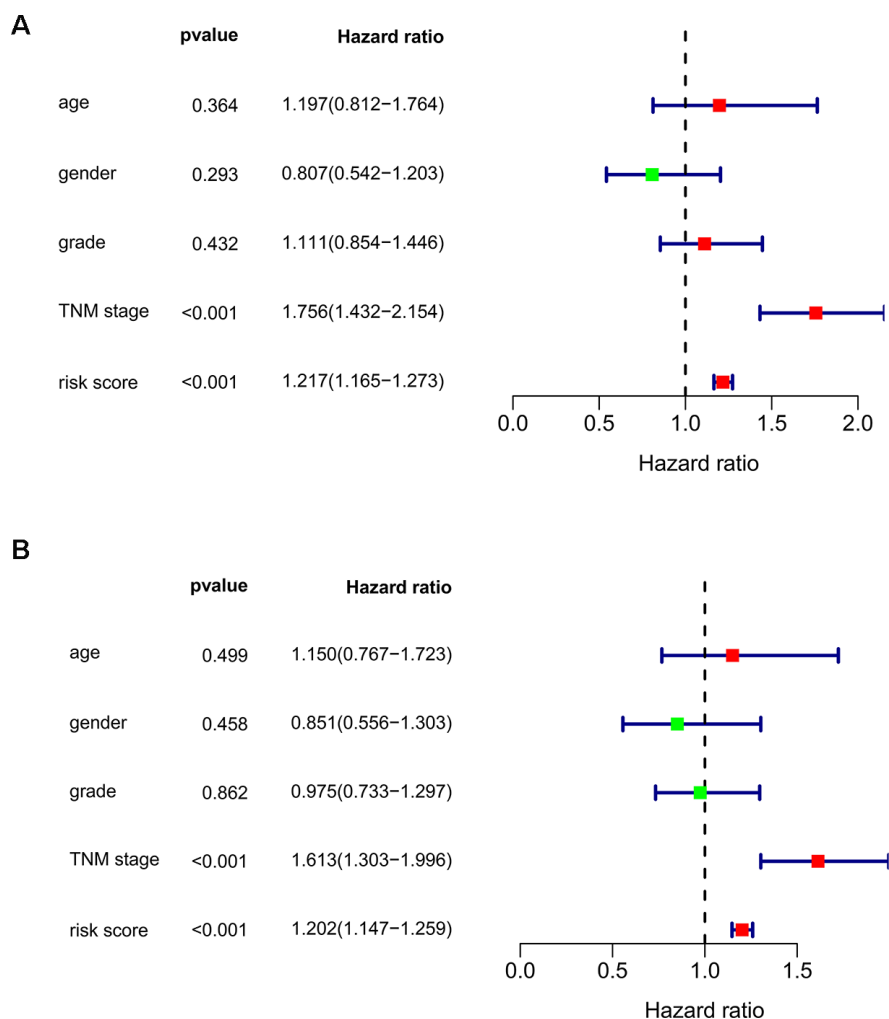 A
pvalue Hazard ratio
age 0.364 1.197(0.812−1.764)
gender 0.293 0.807(0.542−1.203)
grade 0.432 1.111(0.854−1.446)
TNM stage <0.001 1.756(1.432−2.154)
risk score <0.001 1.217(1.165−1.273)
0.0 0.5 1.0 1.5 2.0
Hazard ratio
B
pvalue Hazard ratio
age 0.499 1.150(0.767−1.723)
gender 0.458 0.851(0.556−1.303)
grade 0.862 0.975(0.733−1.297)
TNM stage <0.001 1.613(1.303−1.996)
risk score <0.001 1.202(1.147−1.259)
0.0 0.5 1.0 1.5
Hazard ratio